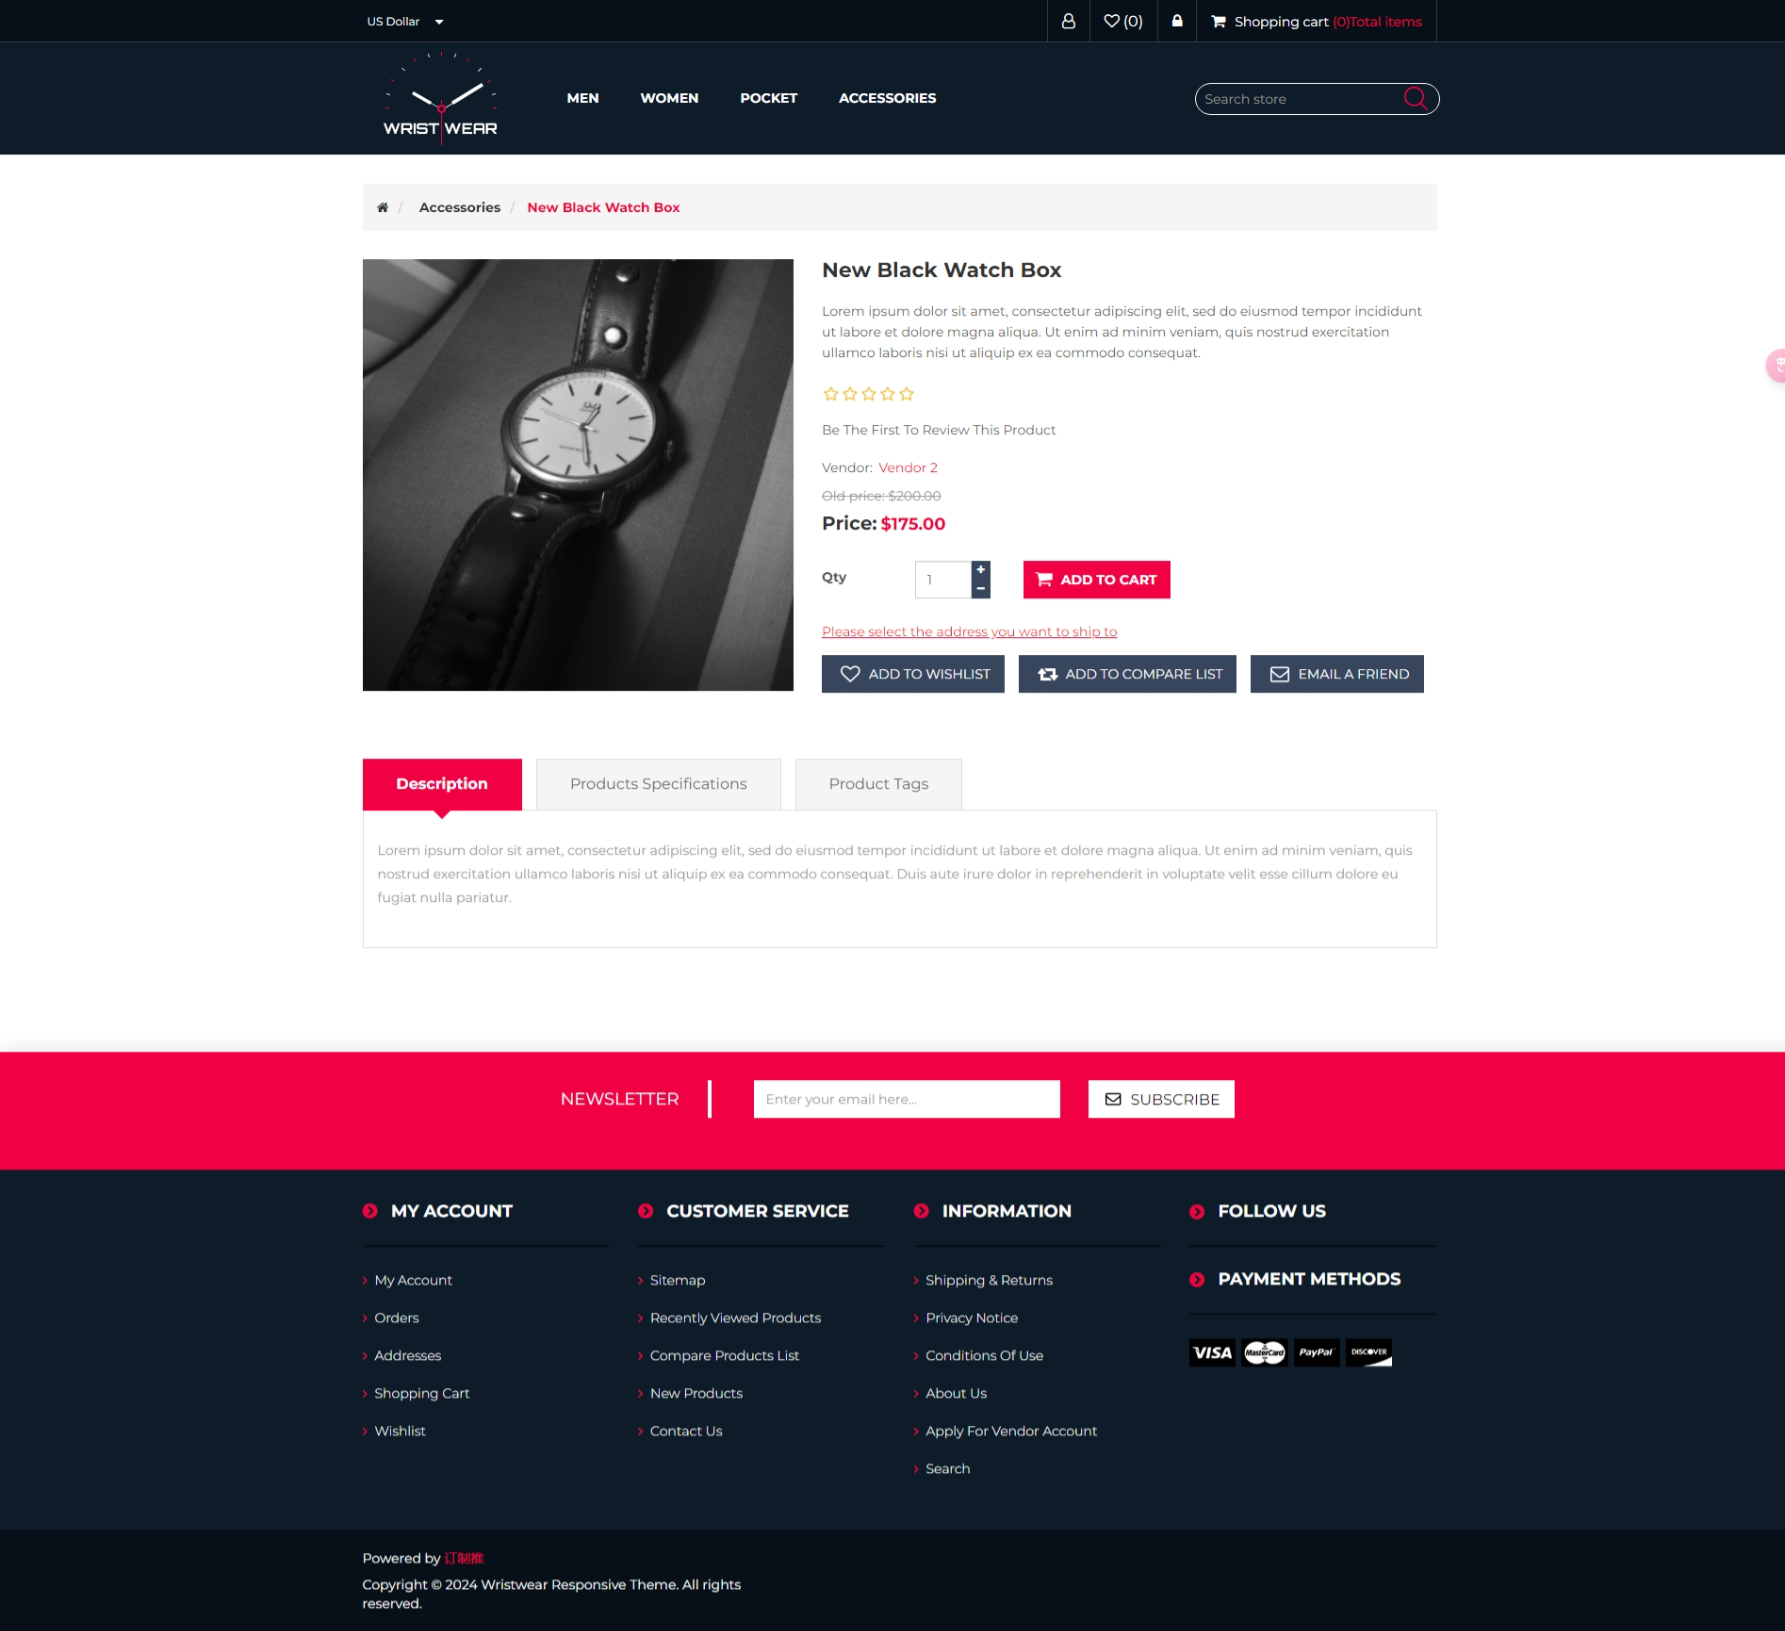 US Dollar
(0)
Shopping cart (0)Total items
WRIST WEAR
MEN
WOMEN
POCKET
ACCESSORIES
Search store
/ Accessories / New Black Watch Box
New Black Watch Box
Lorem ipsum dolor sit amet, consectetur adipiscing elit, sed do eiusmod tempor incididunt
ut labore et dolore magna aliqua. Ut enim ad minim veniam, quis nostrud exercitation
ullamco laboris nisi ut aliquip ex ea commodo consequat.
Be The First To Review This Product
Vendor: Vendor 2
Old price: $200.00
Price: $175.00
Qty
1
+
−
ADD TO CART
Please select the address you want to ship to
ADD TO WISHLIST
ADD TO COMPARE LIST
EMAIL A FRIEND
Description
Products Specifications
Product Tags
Lorem ipsum dolor sit amet, consectetur adipiscing elit, sed do eiusmod tempor incididunt ut labore et dolore magna aliqua. Ut enim ad minim veniam, quis
nostrud exercitation ullamco laboris nisi ut aliquip ex ea commodo consequat. Duis aute irure dolor in reprehenderit in voluptate velit esse cillum dolore eu
fugiat nulla pariatur.
NEWSLETTER
Enter your email here...
SUBSCRIBE
MY ACCOUNT
My Account
Orders
Addresses
Shopping Cart
Wishlist
CUSTOMER SERVICE
Sitemap
Recently Viewed Products
Compare Products List
New Products
Contact Us
INFORMATION
Shipping & Returns
Privacy Notice
Conditions Of Use
About Us
Apply For Vendor Account
Search
FOLLOW US
PAYMENT METHODS
VISA
MasterCard
PayPal
DISCOVER
Powered by 订制推
Copyright © 2024 Wristwear Responsive Theme. All rights
reserved.